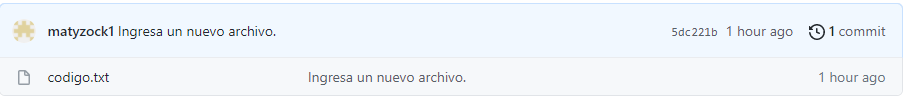 matyzock1 Ingresa un nuevo archivo. 5dc221b 1 hour ago 1 commit
codigo.txt Ingresa un nuevo archivo. 1 hour ago